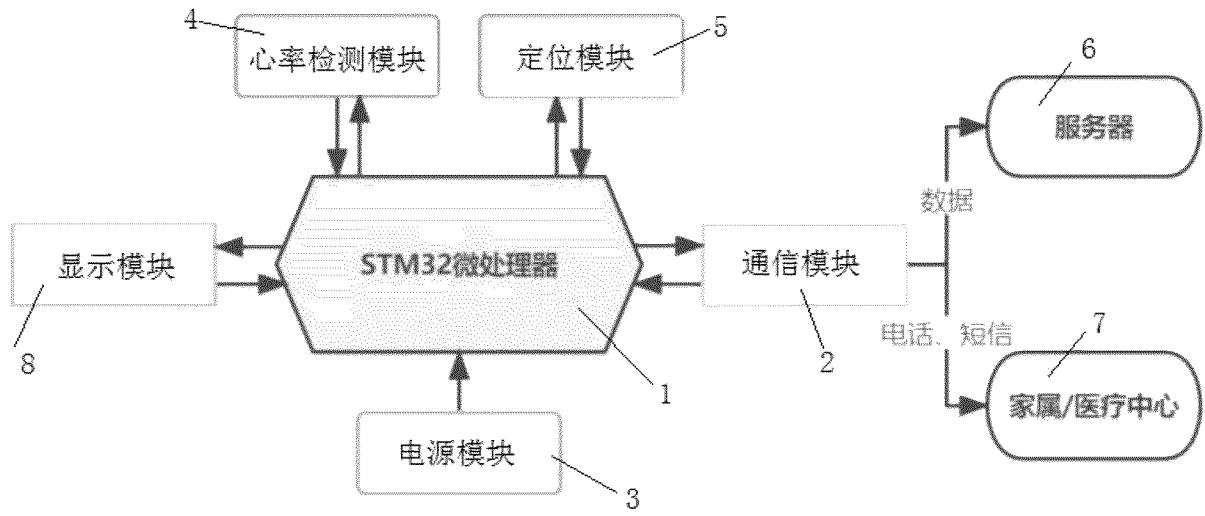 4
心率检测模块
5
定位模块
6
服务器
数据
显示模块
STM32微处理器
通信模块
8
1
2
电话、短信
7
家属/医疗中心
电源模块
3